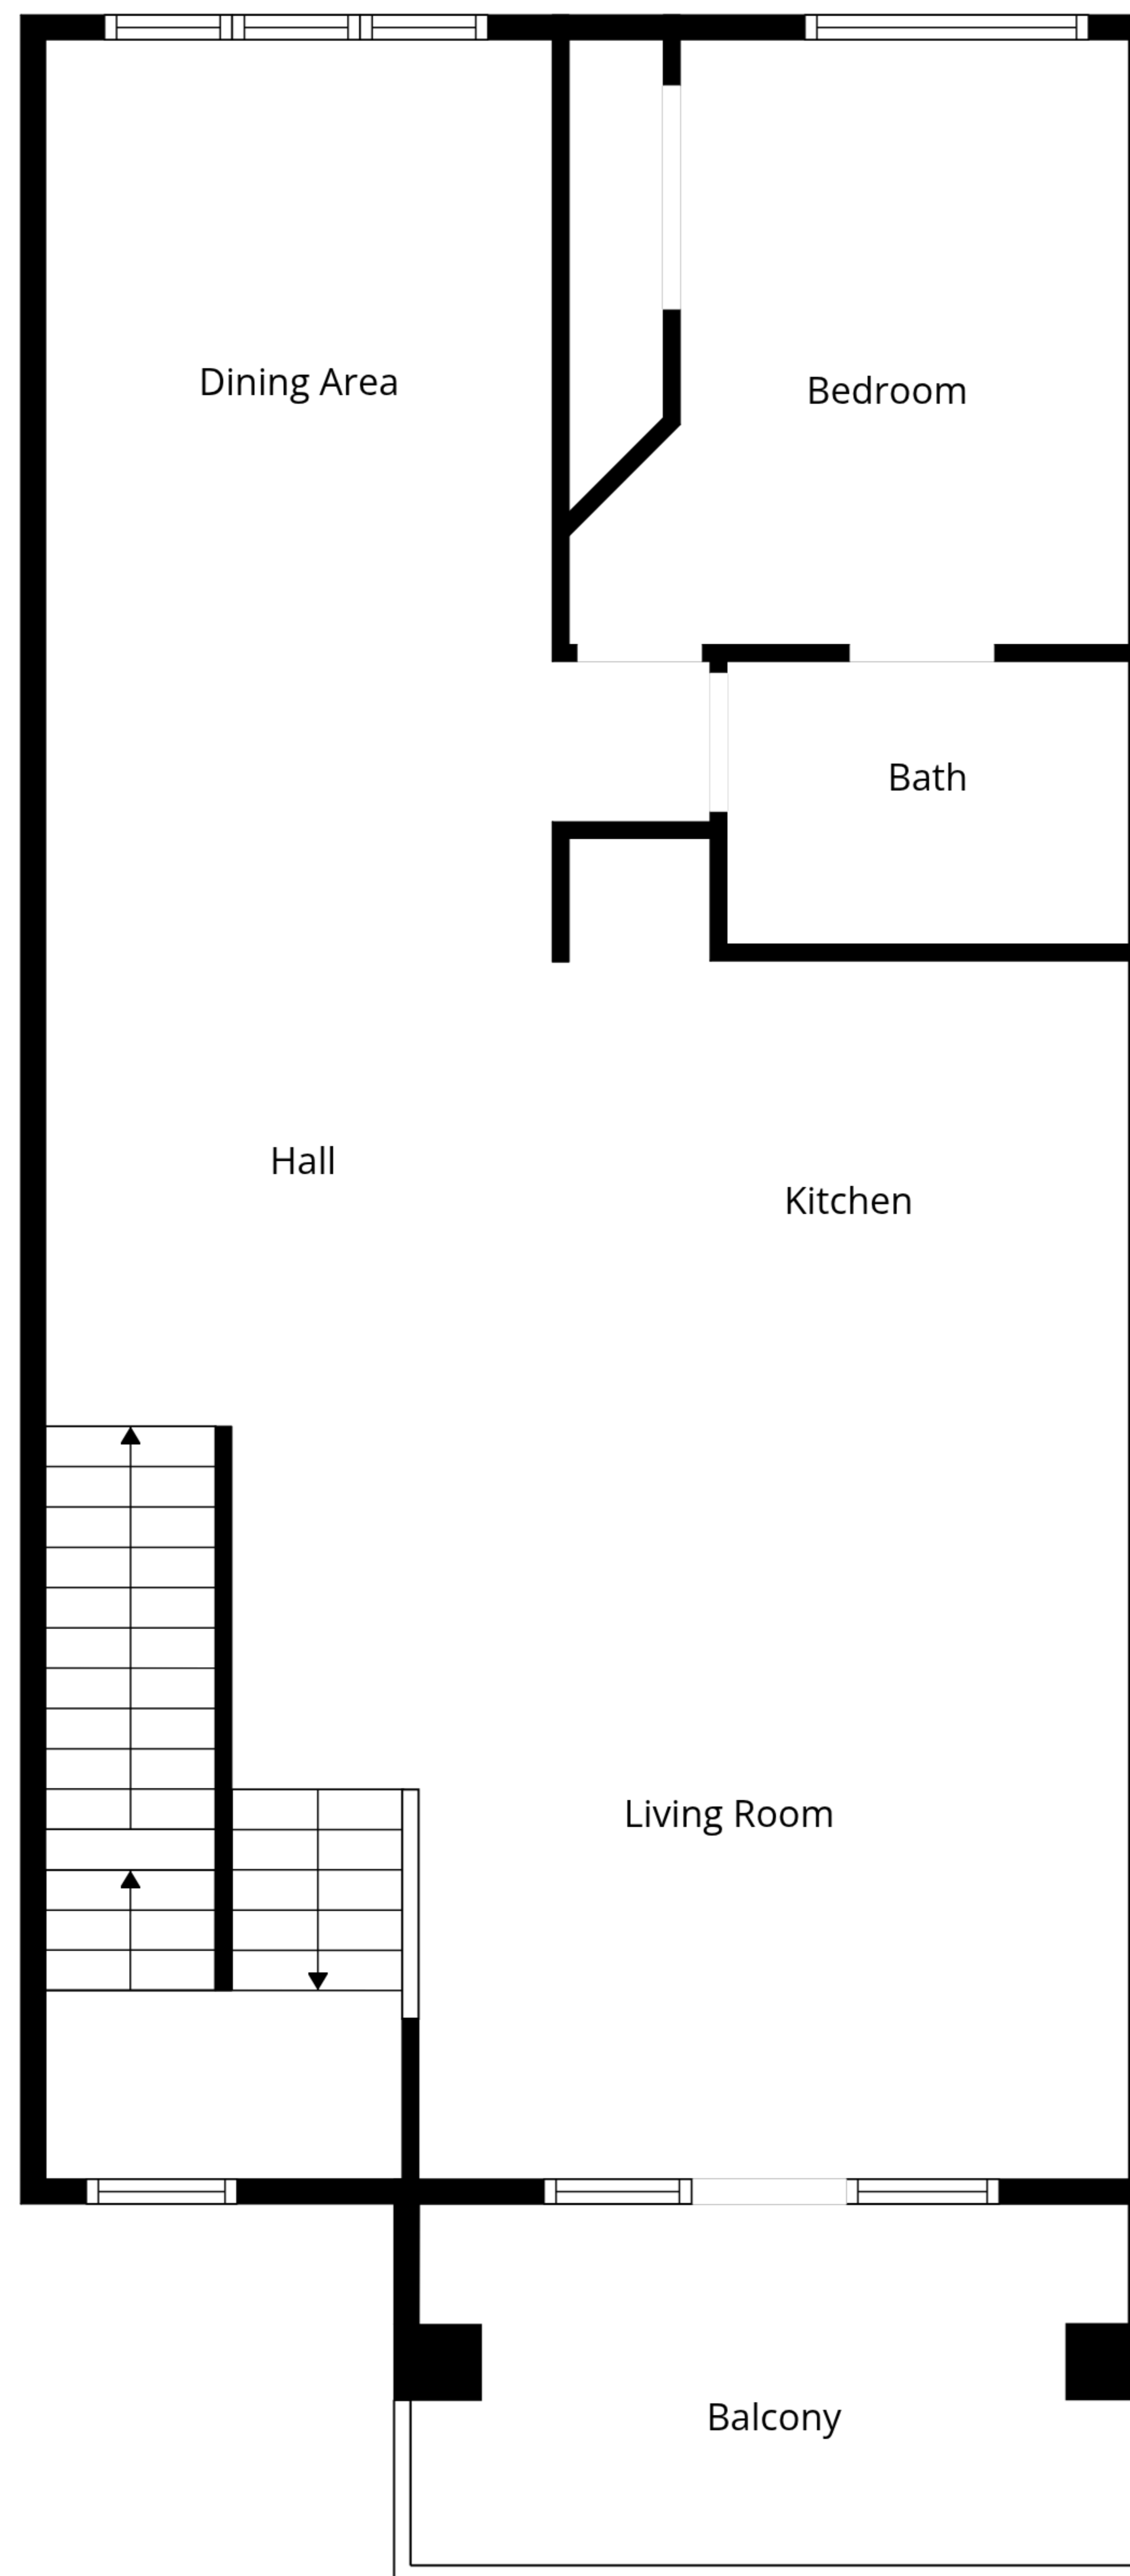 Dining Area
Bedroom
Bath
Hall
Kitchen
Living Room
Balcony